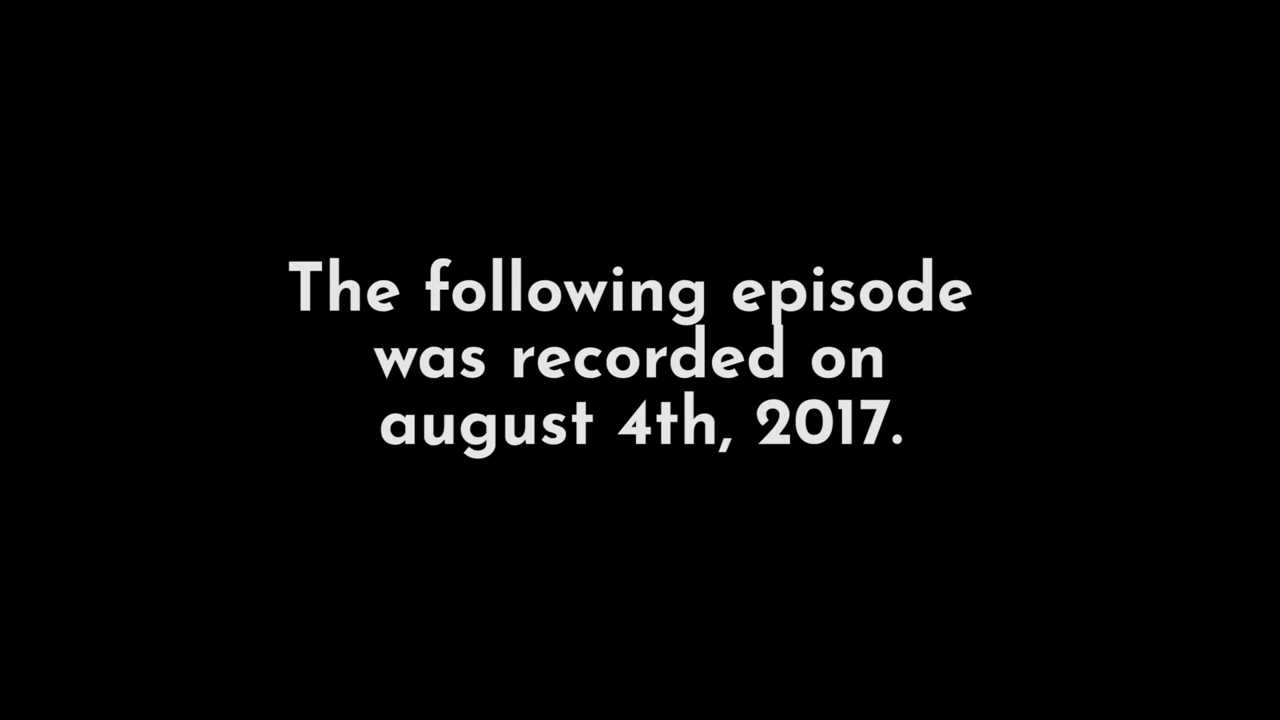 The following episode
was recorded on
august 4th, 2017.